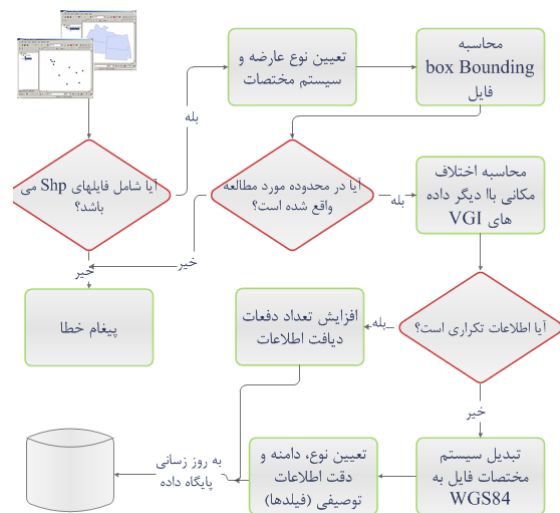 تعیین نوع عارضه و
سیستم مختصات
محاسبه
box Bounding
فایل
بله
آیا شامل فایلهای Shp می
باشد؟
آیا در محدوده مورد مطالعه
واقع شده است؟
بله
محاسبه اختلاف
مکانی باا دیگر داده
های VGI
خیر
خیر
پیغام خطا
آیا اطلاعات تکراری است؟
بله
افزایش تعداد دفعات
دیافت اطلاعات
خیر
تبدیل سیستم
مختصات فایل به
WGS84
تعیین نوع، دامنه و
دقت اطلاعات
توصیفی (فیلدها)
به روز رسانی
پایگاه داده